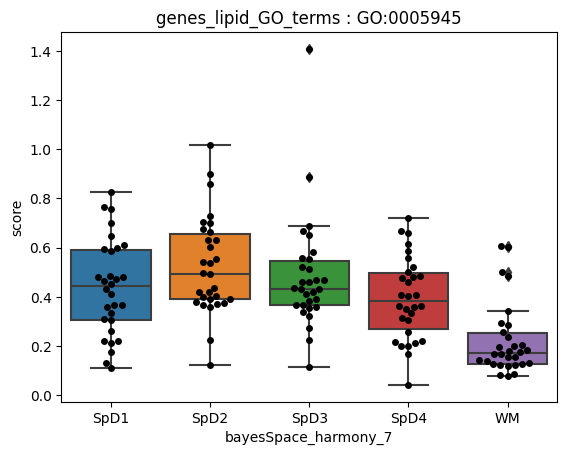 genes_lipid_GO_terms : GO:0005945
1.4
1.2
1.0
0.8
0.6
0.4
0.2
0.0
score
SpD1 SpD2 SpD3 SpD4 WM
bayesSpace_harmony_7